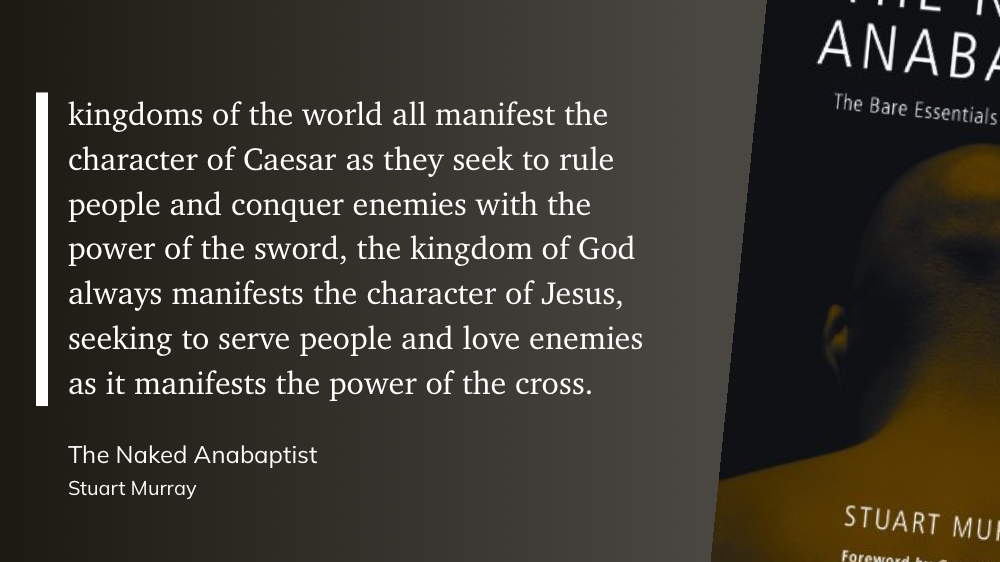 kingdoms of the world all manifest the
character of Caesar as they seek to rule
people and conquer enemies with the
power of the sword, the kingdom of God
always manifests the character of Jesus,
seeking to serve people and love enemies
as it manifests the power of the cross.
The Naked Anabaptist
Stuart Murray
The Bare Essentials
STUART
Foreword